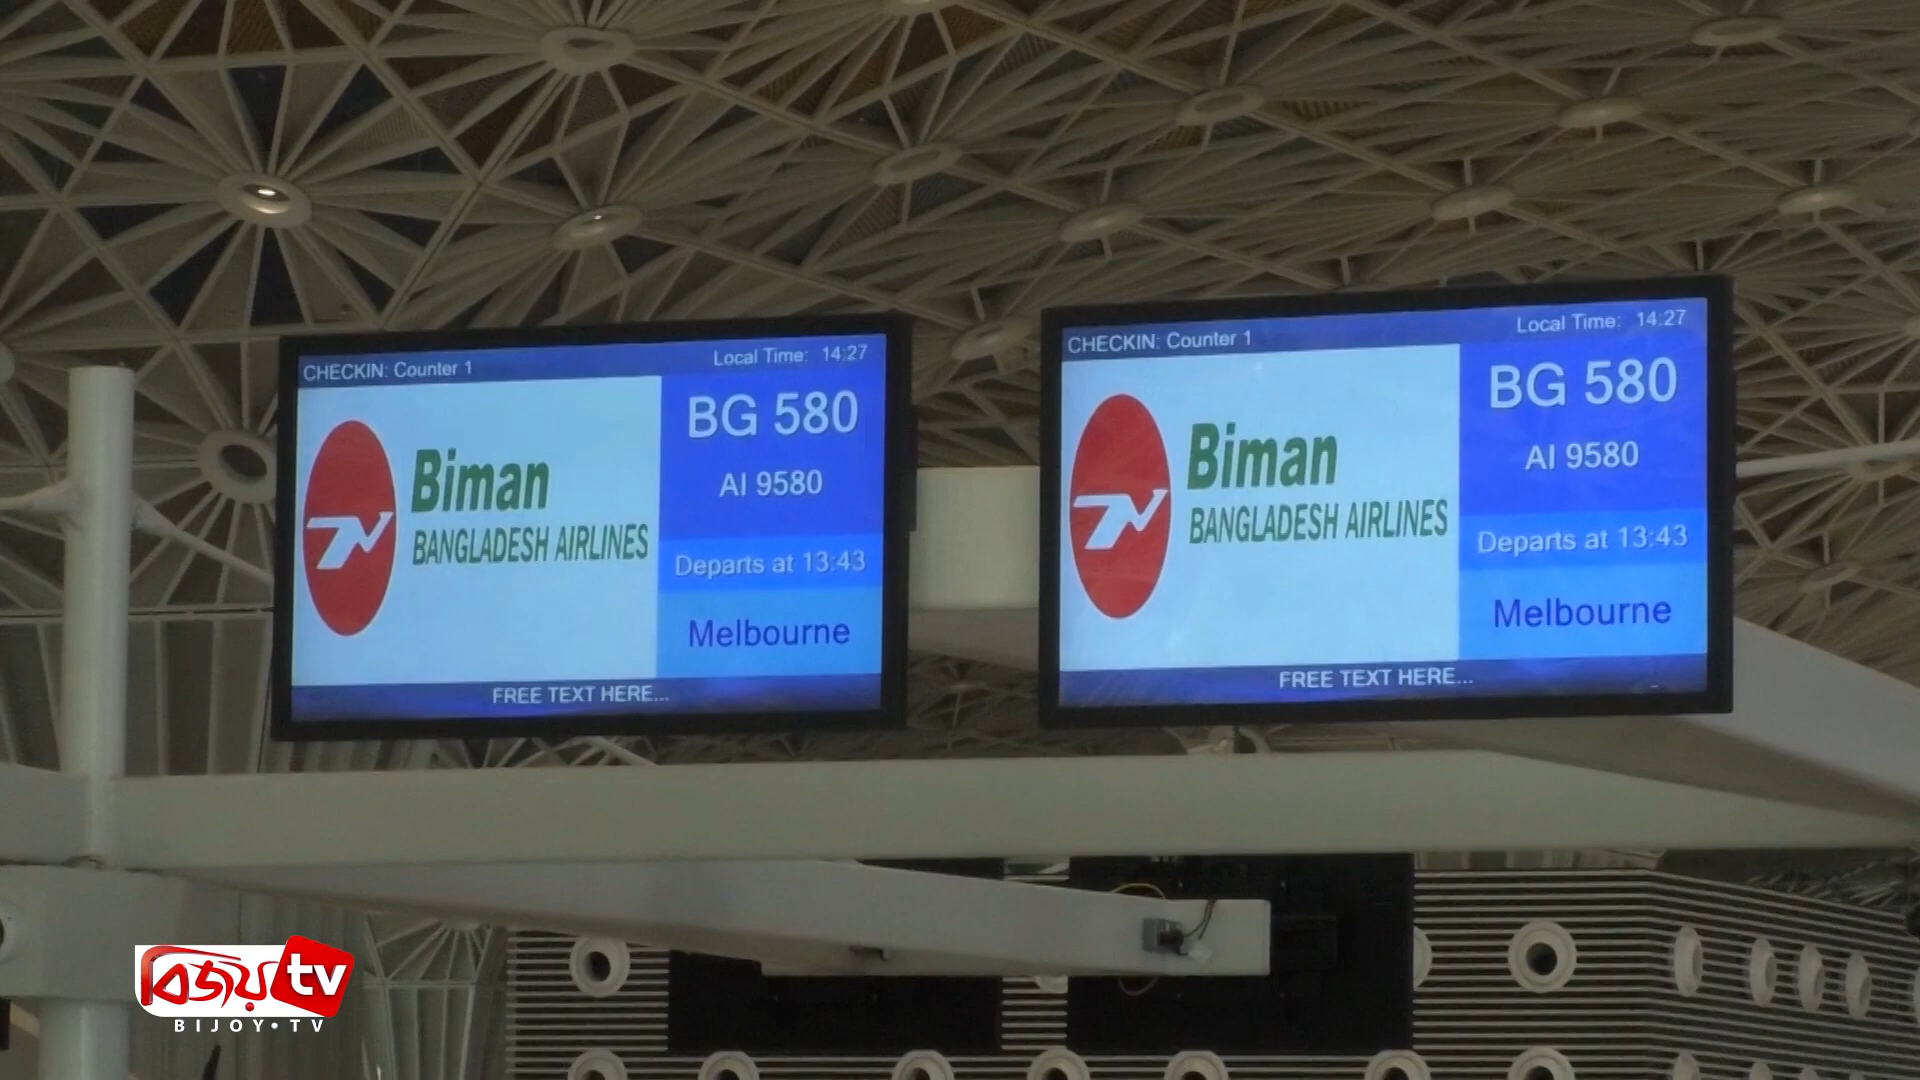 CHECKIN: Counter 1
Local Time: 14:27
Biman
BANGLADESH AIRLINES
BG 580
AI 9580
Departs at 13:43
Melbourne
FREE TEXT HERE...
CHECKIN: Counter 1
Local Time: 14:27
Biman
BANGLADESH AIRLINES
BG 580
AI 9580
Departs at 13:43
Melbourne
FREE TEXT HERE...
বিজয় tv
BIJOY•TV